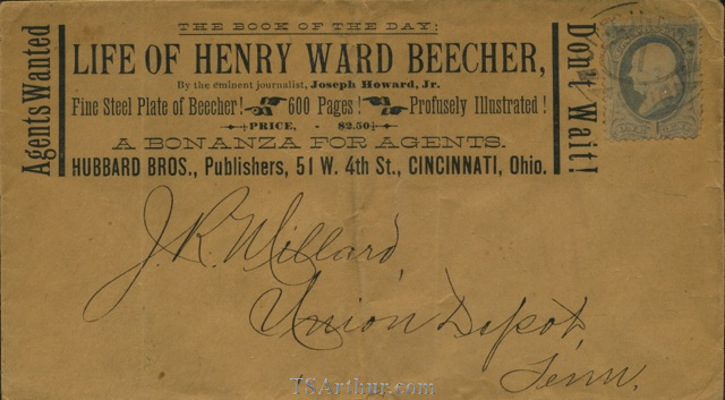 THE BOOK OF THE DAY:
LIFE OF HENRY WARD BEECHER,
By the eminent journalist, Joseph Howard, Jr.
Fine Steel Plate of Beecher! 600 Pages! Profusely Illustrated!
PRICE, - $2.50
A BONANZA FOR AGENTS.
HUBBARD BROS., Publishers, 51 W. 4th St., CINCINNATI, Ohio.
Agents Wanted
Don't Wait!
J. R. Millard,
Union Depot,
Tenn.
TSArthur.com